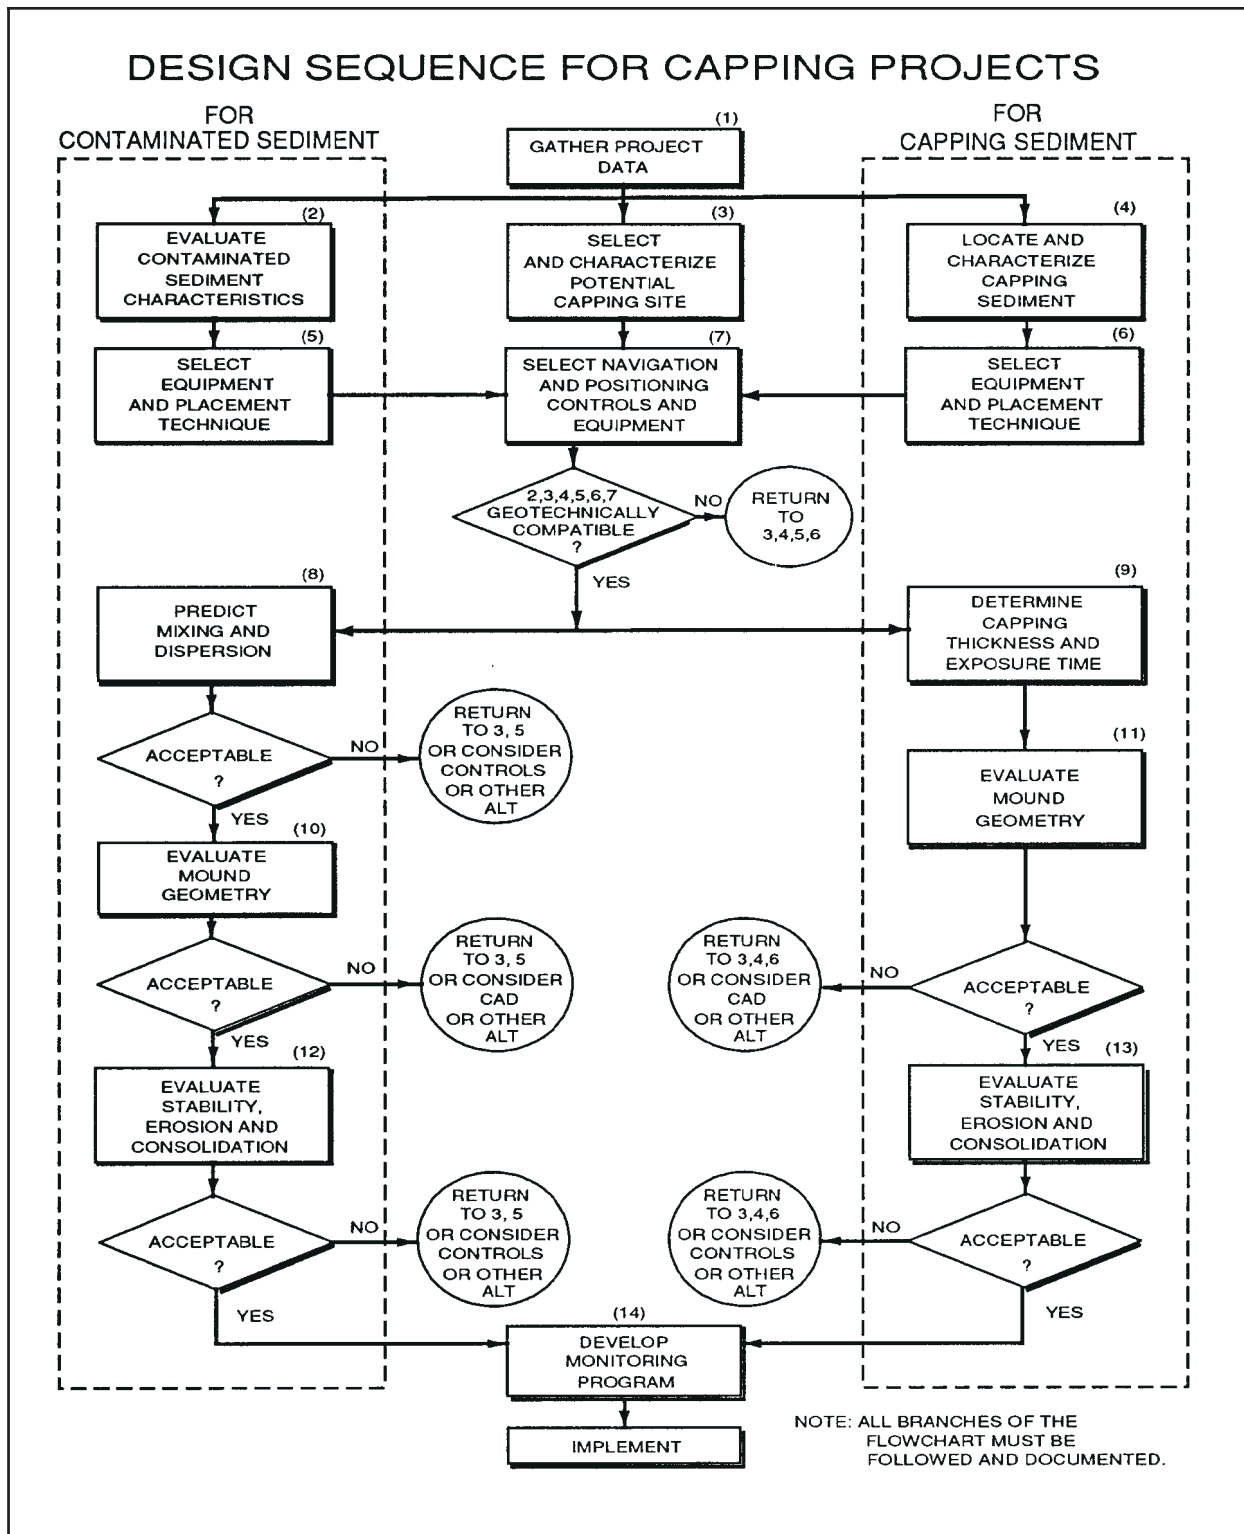 DESIGN SEQUENCE FOR CAPPING PROJECTS
FOR
CONTAMINATED SEDIMENT
FOR
CAPPING SEDIMENT
(1)
GATHER PROJECT
DATA
(2)
EVALUATE
CONTAMINATED
SEDIMENT
CHARACTERISTICS
(3)
SELECT
AND CHARACTERIZE
POTENTIAL
CAPPING SITE
(4)
LOCATE AND
CHARACTERIZE
CAPPING
SEDIMENT
(5)
SELECT
EQUIPMENT
AND PLACEMENT
TECHNIQUE
(7)
SELECT NAVIGATION
AND POSITIONING
CONTROLS AND
EQUIPMENT
(6)
SELECT
EQUIPMENT
AND PLACEMENT
TECHNIQUE
2,3,4,5,6,7
GEOTECHNICALLY
COMPATIBLE
?
NO
RETURN
TO
3,4,5,6
YES
(8)
PREDICT
MIXING AND
DISPERSION
(9)
DETERMINE
CAPPING
THICKNESS AND
EXPOSURE TIME
ACCEPTABLE
?
NO
RETURN
TO 3, 5
OR CONSIDER
CONTROLS
OR OTHER
ALT
YES
(11)
EVALUATE
MOUND
GEOMETRY
(10)
EVALUATE
MOUND
GEOMETRY
ACCEPTABLE
?
NO
RETURN
TO 3, 5
OR CONSIDER
CAD
OR OTHER
ALT
YES
RETURN
TO 3,4,6
OR CONSIDER
CAD
OR OTHER
ALT
NO
ACCEPTABLE
?
YES
(12)
EVALUATE
STABILITY,
EROSION AND
CONSOLIDATION
(13)
EVALUATE
STABILITY,
EROSION AND
CONSOLIDATION
ACCEPTABLE
?
NO
RETURN
TO 3, 5
OR CONSIDER
CONTROLS
OR OTHER
ALT
YES
RETURN
TO 3,4,6
OR CONSIDER
CONTROLS
OR OTHER
ALT
NO
ACCEPTABLE
?
YES
(14)
DEVELOP
MONITORING
PROGRAM
IMPLEMENT
NOTE: ALL BRANCHES OF THE
FLOWCHART MUST BE
FOLLOWED AND DOCUMENTED.